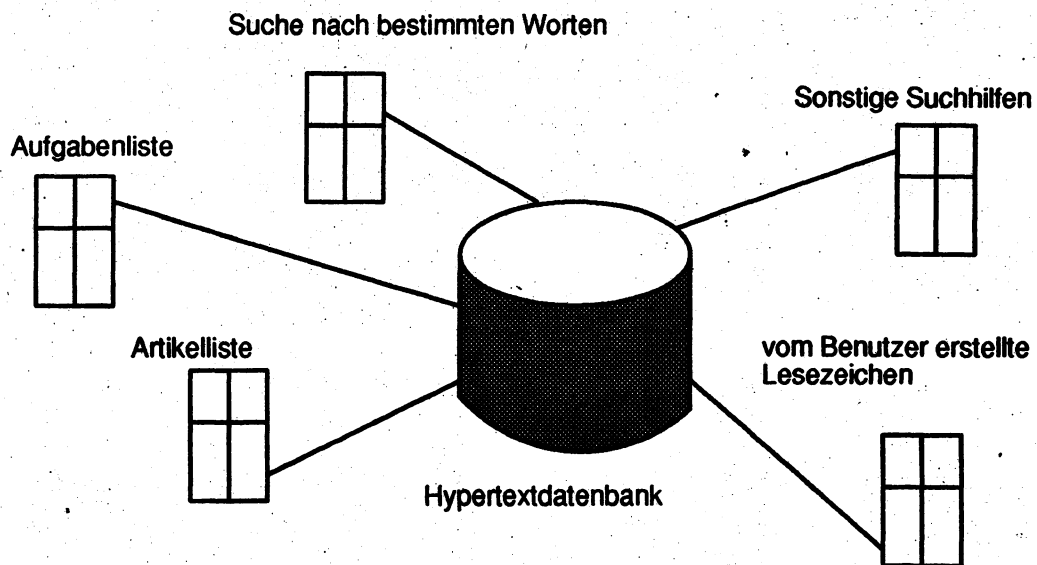 Suche nach bestimmten Worten
Sonstige Suchhilfen
Aufgabenliste
Artikelliste
vom Benutzer erstellte
Lesezeichen
Hypertextdatenbank